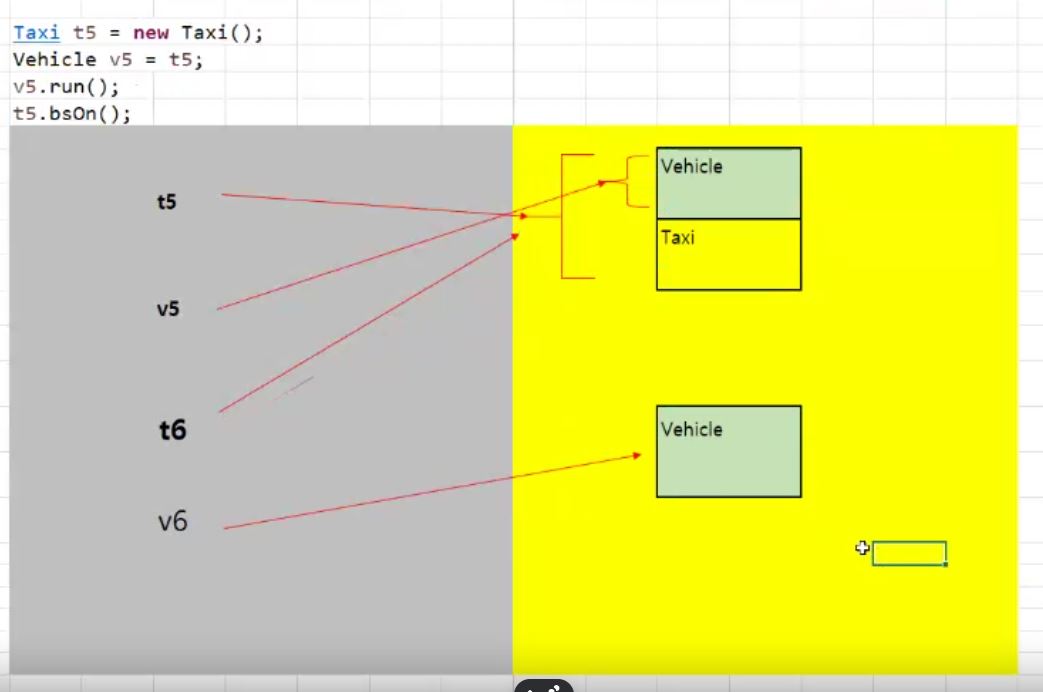 Taxi t5 = new Taxi();
Vehicle v5 = t5;
v5.run();
t5.bsOn();
Vehicle
t5
Taxi
v5
t6
Vehicle
v6